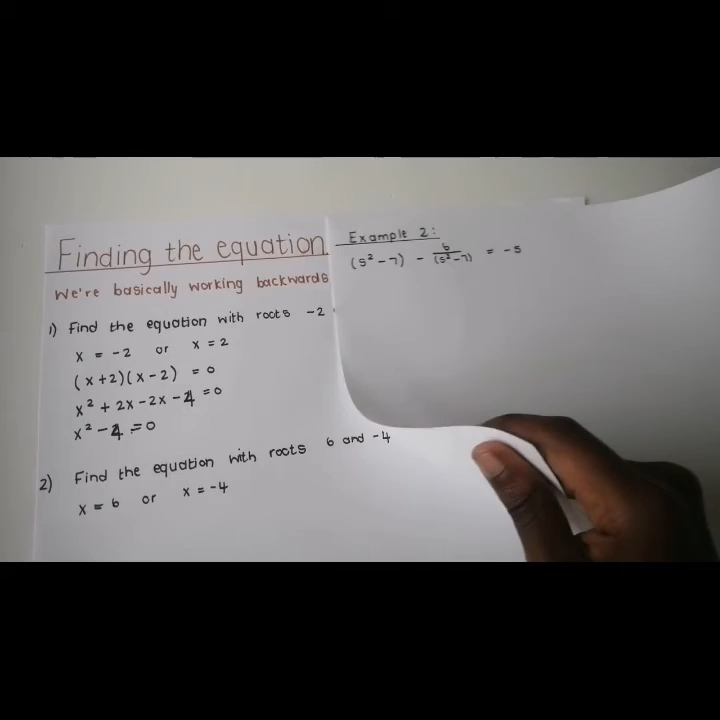 Finding the equation
We're basically working backwards
1) Find the equation with roots -2
x = -2 or x = 2
(x+2)(x-2) = 0
x² + 2x - 2x - 4 = 0
x² - 4 = 0
2) Find the equation with roots 6 and -4
x = 6 or x = -4
Example 2:
(s² - 7) - 6/(s² - 7) = -5